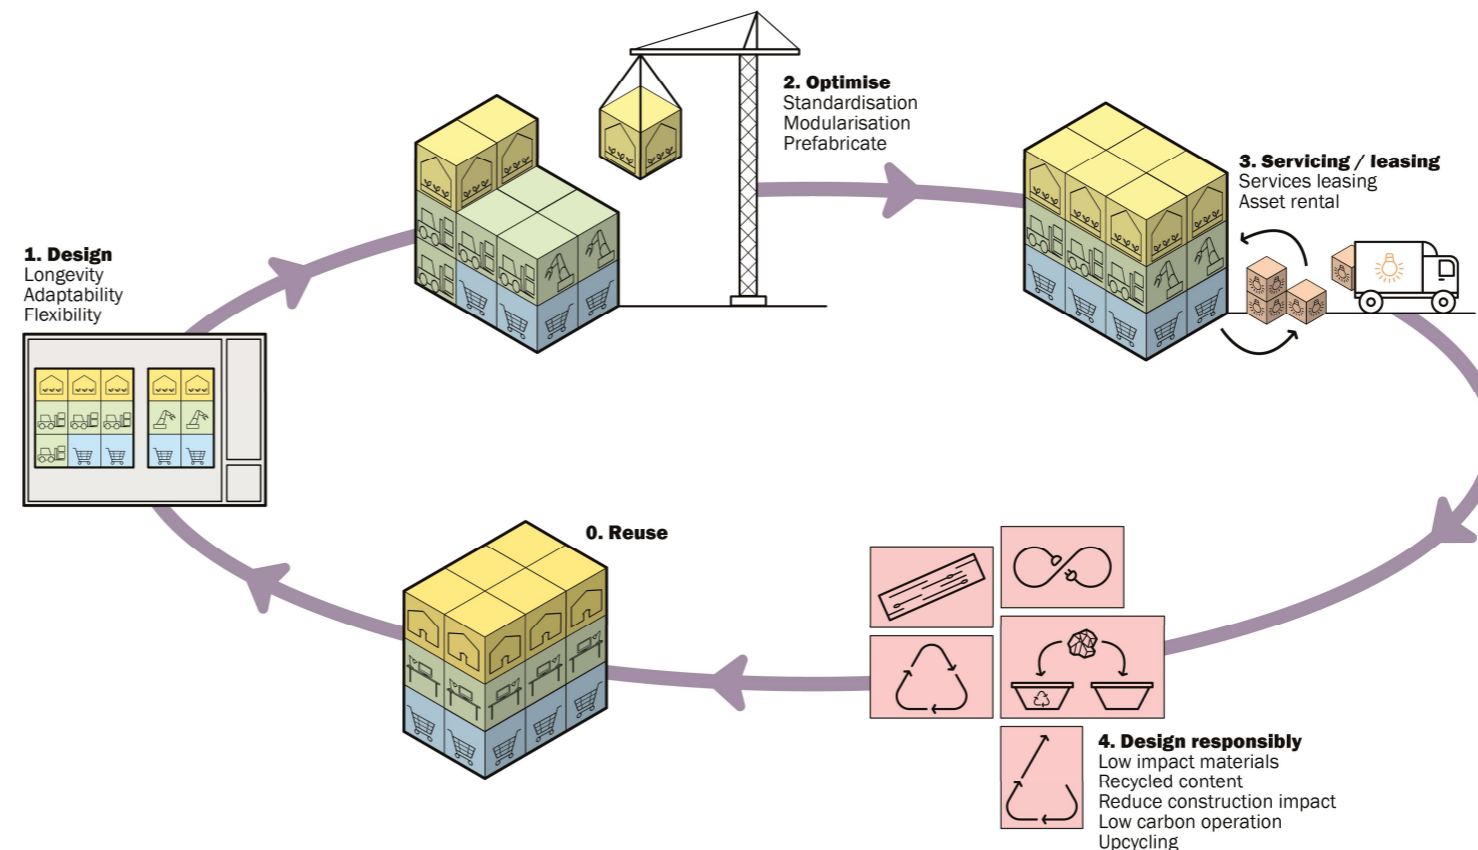 1. Design
Longevity
Adaptability
Flexibility
2. Optimise
Standardisation
Modularisation
Prefabricate
3. Servicing / leasing
Services leasing
Asset rental
4. Design responsibly
Low impact materials
Recycled content
Reduce construction impact
Low carbon operation
Upcycling
0. Reuse